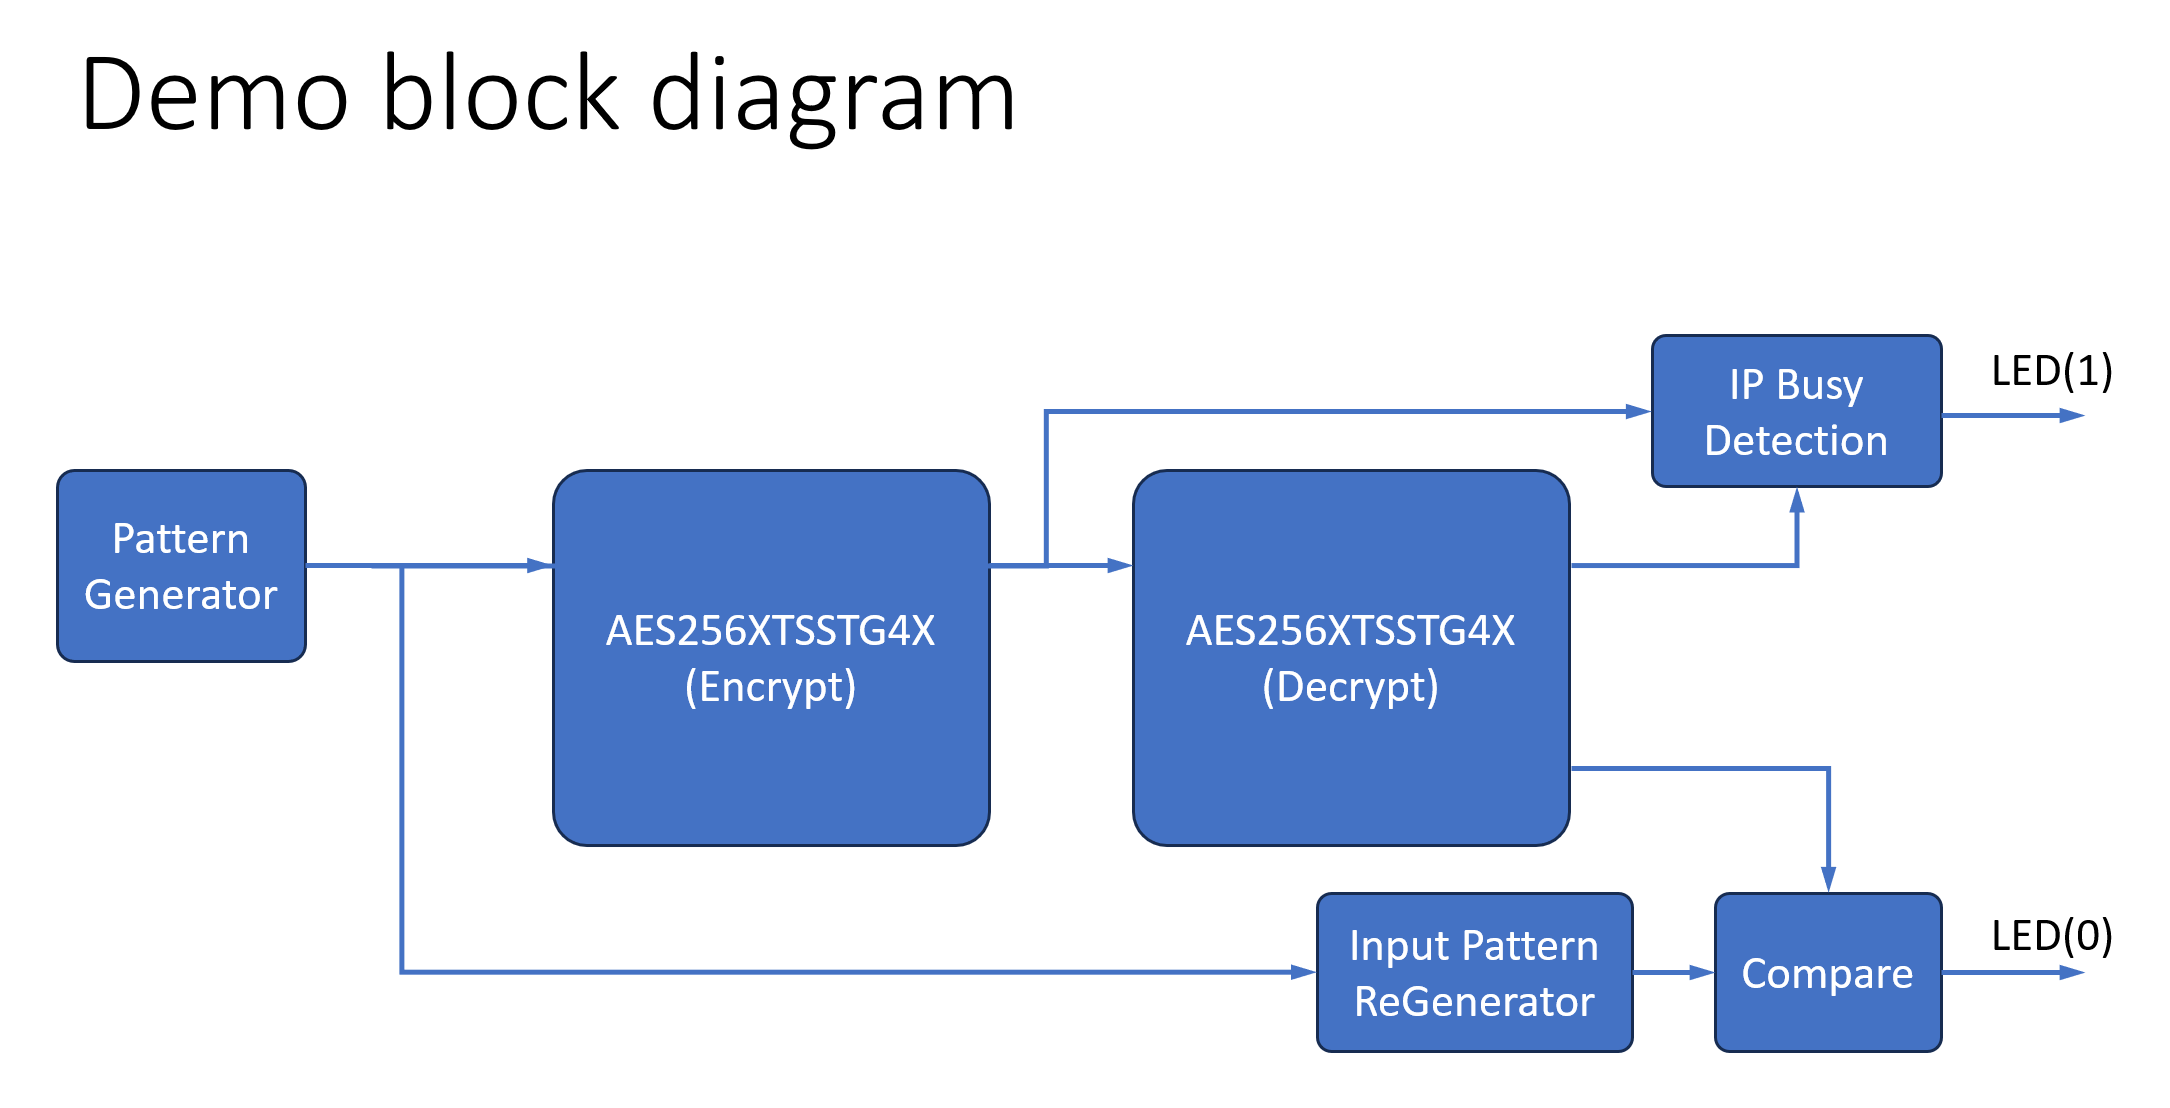 Demo block diagram
IP Busy
Detection
LED(1)
Pattern
Generator
AES256XTSSTG4X
(Encrypt)
AES256XTSSTG4X
(Decrypt)
Input Pattern
ReGenerator
Compare
LED(0)